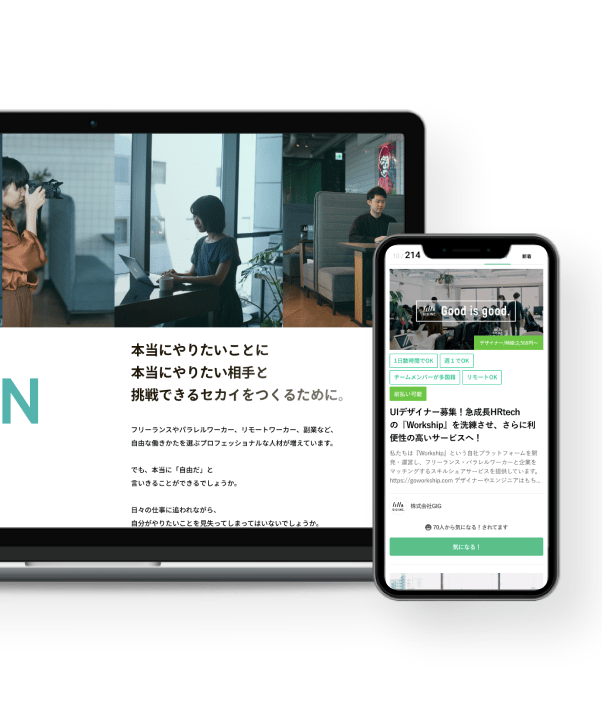 N
本当にやりたいことに
本当にやりたい相手と
挑戦できるセカイをつくるために。
フリーランスやパラレルワーカー、リモートワーカー、副業など、
自由な働きかたを選ぶプロフェッショナルな人材が増えています。
でも、本当に「自由だ」と
言いきることができるでしょうか。
日々の仕事に追われながら、
自分がやりたいことを見失ってしまってはいないでしょうか。
214
新着
Good is good.
デザイナー/時給2,500円〜
1日数時間でOK
週1でOK
チームメンバーが多国籍
リモートOK
前払い可能
UIデザイナー募集！急成長HRtech
の『Workship』を洗練させ、さらに利
便性の高いサービスへ！
私たちは『Workship』という自社プラットフォームを開
発・運営し、フリーランス・パラレルワーカーと企業を
マッチングするスキルシェアサービスを提供しています。
https://goworkship.com デザイナーやエンジニアはもち...
株式会社GIG
70人から気になる！されてます
気になる！